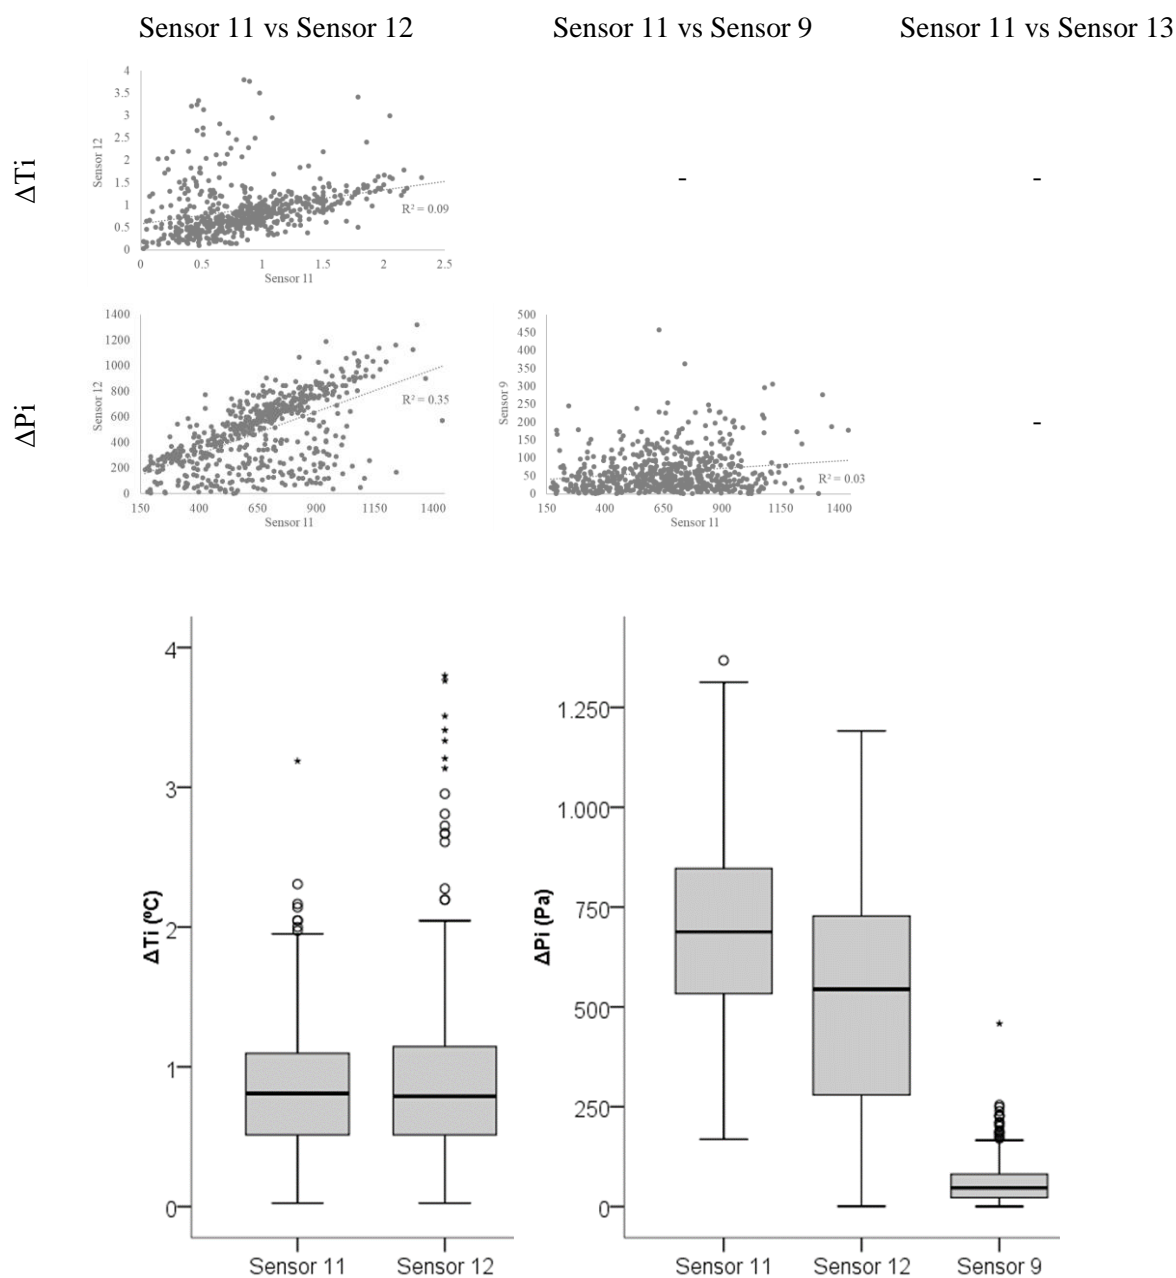 Sensor 11 vs Sensor 12 Sensor 11 vs Sensor 9 Sensor 11 vs Sensor 13
ΔTi
Sensor 12
4
3.5
3
2.5
2
1.5
1
0.5
0
R² = 0.09
0 0.5 1 1.5 2 2.5
Sensor 11
-
-
ΔPi
Sensor 12
1400
1200
1000
800
600
400
200
0
R² = 0.35
150 400 650 900 1150 1400
Sensor 11
Sensor 9
500
450
400
350
300
250
200
150
100
50
0
R² = 0.03
150 400 650 900 1150 1400
Sensor 11
-
ΔTi (ºC)
4
3
2
1
0
Sensor 11 Sensor 12
ΔPi (Pa)
1.250
1.000
750
500
250
0
Sensor 11 Sensor 12 Sensor 9